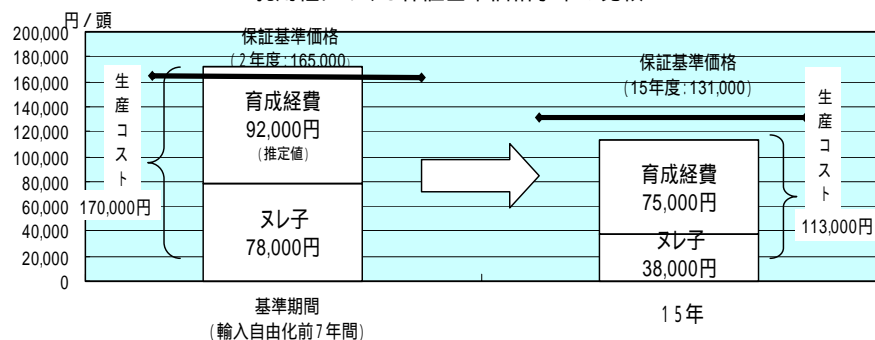 円/頭
200,000
180,000
160,000
140,000
120,000
100,000
80,000
60,000
40,000
20,000
0
保証基準価格
(2年度:165,000)
生産コスト
170,000円
育成経費
92,000円
(推定値)
ヌレ子
78,000円
保証基準価格
(15年度:131,000)
育成経費
75,000円
ヌレ子
38,000円
生産コスト
113,000円
基準期間
(輸入自由化前7年間)
15年